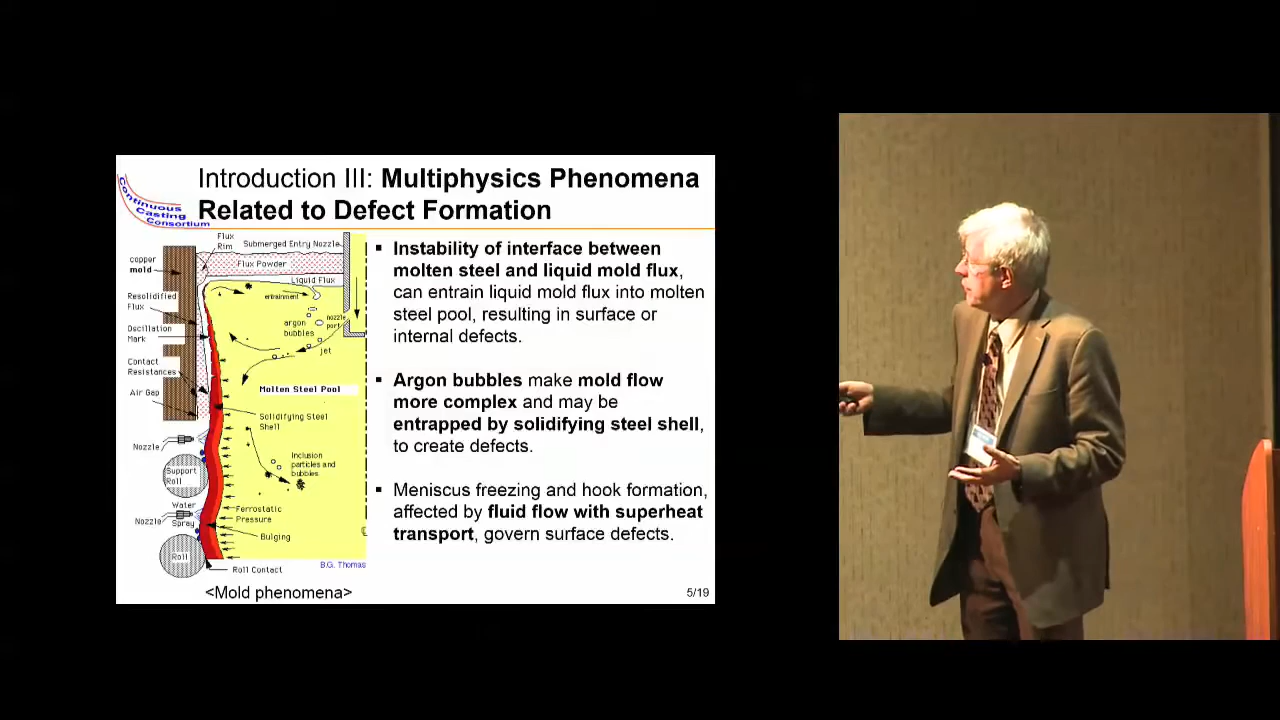 Introduction III: Multiphysics Phenomena
Related to Defect Formation
Continuous
Casting
Consortium
Flux
Rim
Submerged Entry Nozzle
copper
mold
Flux Powder
Liquid Flux
Resolidified
Flux
entrainment
Oscillation
Mark
argon
bubbles
nozzle
port
jet
Contact
Resistances
Air Gap
Molten Steel Pool
Solidifying Steel
Shell
Nozzle
Inclusion
particles and
bubbles
Support
Roll
Water
Spray
Nozzle
Ferrostatic
Pressure
Bulging
Roll
Roll Contact
B.G. Thomas
<Mold phenomena>
▪ Instability of interface between
molten steel and liquid mold flux,
can entrain liquid mold flux into molten
steel pool, resulting in surface or
internal defects.
▪ Argon bubbles make mold flow
more complex and may be
entrapped by solidifying steel shell,
to create defects.
▪ Meniscus freezing and hook formation,
affected by fluid flow with superheat
transport, govern surface defects.
5/19